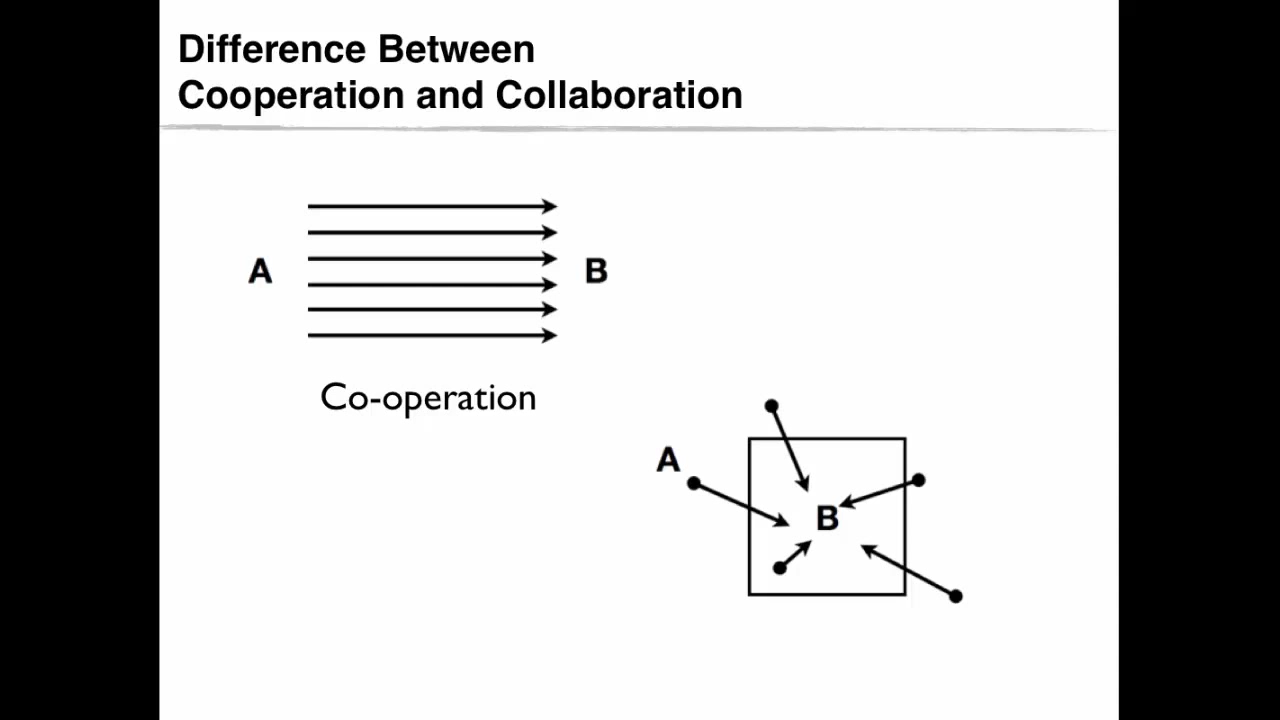 Difference Between
Cooperation and Collaboration
A
B
Co-operation
A
B